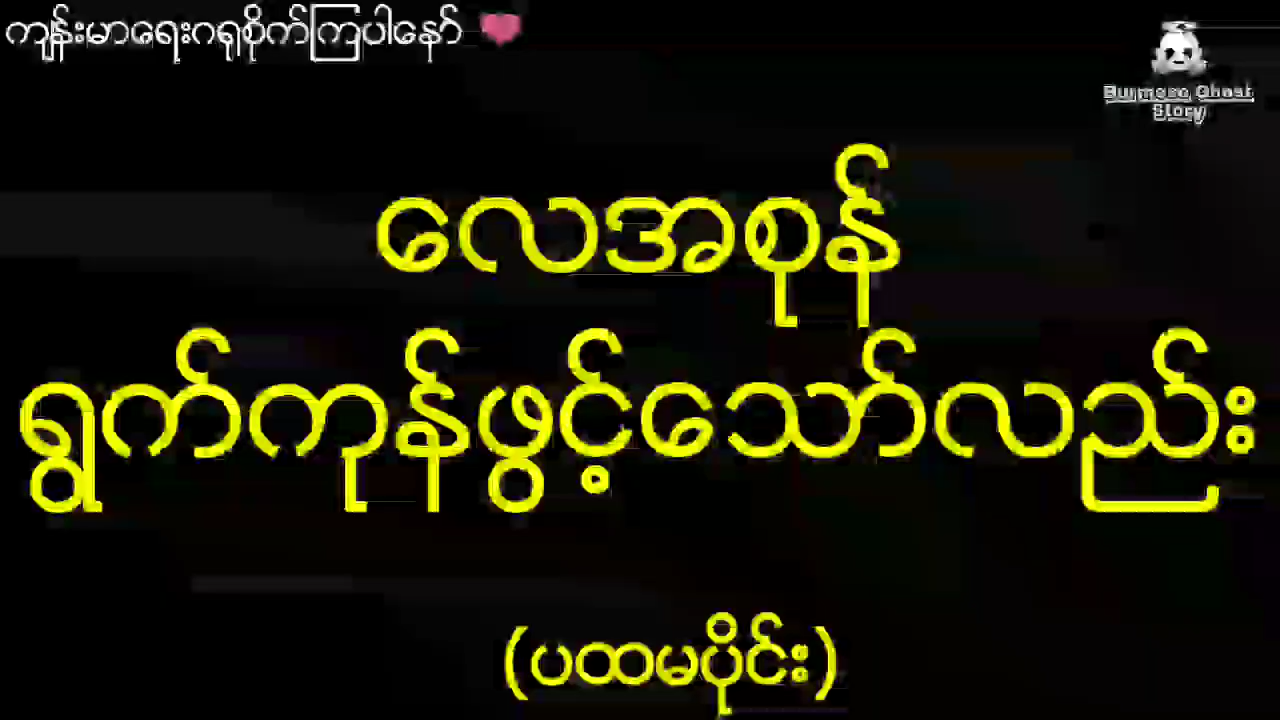 ကျန်းမာရေးဂရုစိုက်ကြပါနော် ❤
Burmese Ghost
Story
လေအစုန်
ရွက်ကုန်ဖွင့်သော်လည်း
(ပထမပိုင်း)